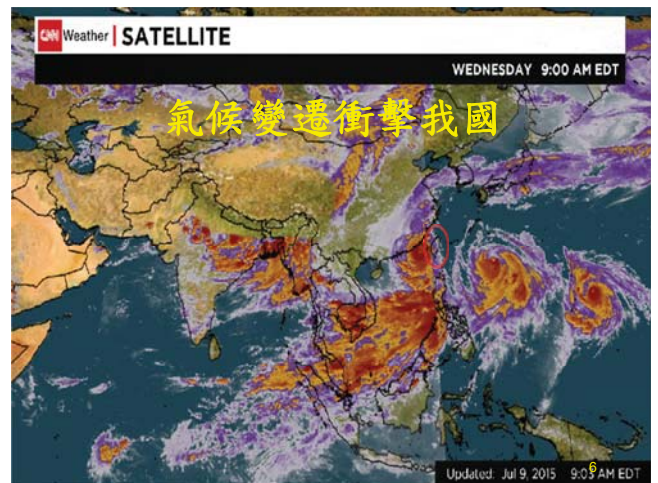 CNN Weather | SATELLITE
WEDNESDAY 9:00 AM EDT
氣候變遷衝擊我國
Updated: Jul 9, 2015 9:05 AM EDT
6